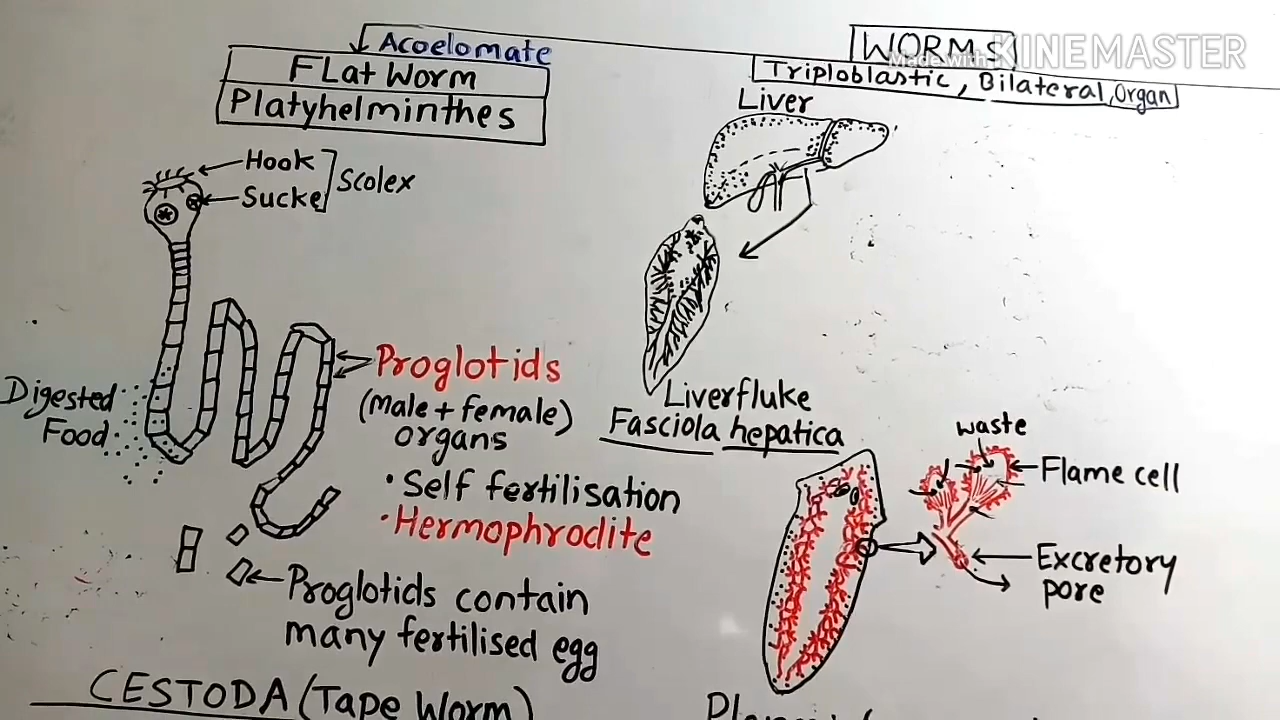 Acoelomate
Flat Worm
Platyhelminthes
WORMS
Made with KINEMASTER
Triploblastic, Bilateral, Organ
Liver
Hook
Sucke
Scolex
Digested
Food
Proglotids
(male + female)
organs
• Self fertilisation
• Hermophrodite
Proglotids contain
many fertilised egg
CESTODA (Tape Worm)
Liverfluke
Fasciola hepatica
waste
Flame cell
Excretory
pore